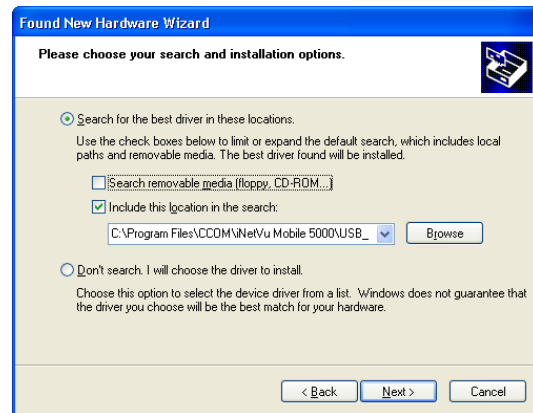 Found New Hardware Wizard
Please choose your search and installation options.
Search for the best driver in these locations.
Use the check boxes below to limit or expand the default search, which includes local
paths and removable media. The best driver found will be installed.
Search removable media (floppy, CD-ROM...)
Include this location in the search:
C:\Program Files\CCOM\iNetVu Mobile 5000\USB_
Browse
Don't search. I will choose the driver to install.
Choose this option to select the device driver from a list. Windows does not guarantee that
the driver you choose will be the best match for your hardware.
< Back
Next >
Cancel